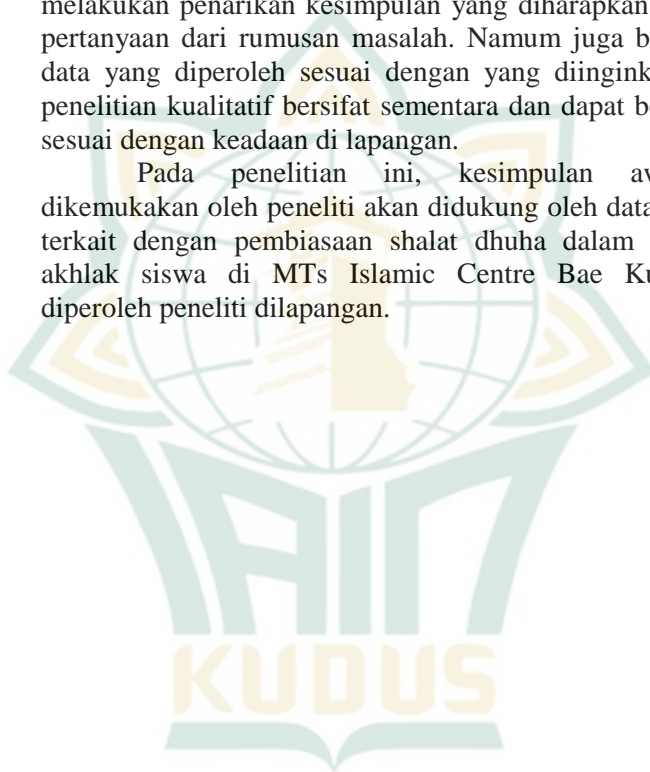 melakukan penarikan kesimpulan yang diharapkan
pertanyaan dari rumusan masalah. Namum juga b
data yang diperoleh sesuai dengan yang diingink
penelitian kualitatif bersifat sementara dan dapat be
sesuai dengan keadaan di lapangan.
Pada penelitian ini, kesimpulan aw
dikemukakan oleh peneliti akan didukung oleh data
terkait dengan pembiasaan shalat dhuha dalam
akhlak siswa di MTs Islamic Centre Bae Ku
diperoleh peneliti dilapangan.
IAIN
KUDUS